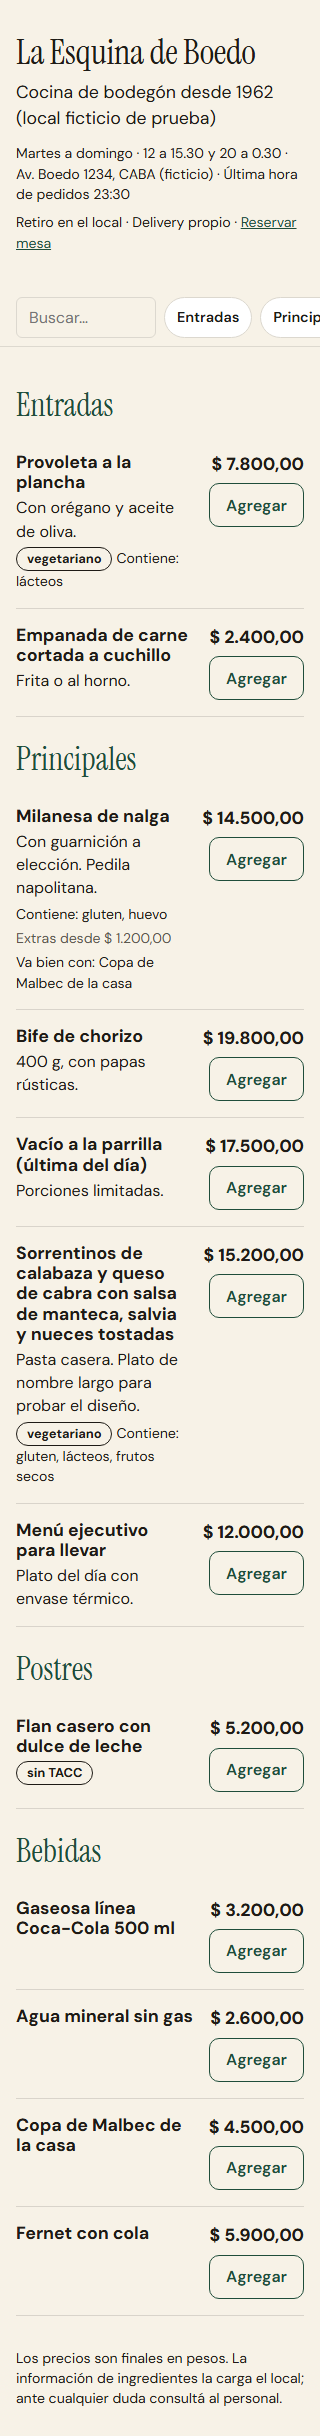 La Esquina de Boedo
Cocina de bodegón desde 1962
(local ficticio de prueba)
Martes a domingo · 12 a 15.30 y 20 a 0.30 ·
Av. Boedo 1234, CABA (ficticio) · Última hora
de pedidos 23:30
Retiro en el local · Delivery propio · Reservar
mesa
Buscar... Entradas Princip
Entradas
Provoleta a la $ 7.800,00
plancha
Agregar
Con orégano y aceite
de oliva.
vegetariano Contiene:
lácteos
Empanada de carne $ 2.400,00
cortada a cuchillo
Agregar
Frita o al horno.
Principales
Milanesa de nalga $ 14.500,00
Con guarnición a
Agregar
elección. Pedila
napolitana.
Contiene: gluten, huevo
Extras desde $ 1.200,00
Va bien con: Copa de
Malbec de la casa
Bife de chorizo $ 19.800,00
400 g, con papas
Agregar
rústicas.
Vacío a la parrilla $ 17.500,00
(última del día)
Agregar
Porciones limitadas.
Sorrentinos de $ 15.200,00
calabaza y queso
de cabra con salsa Agregar
de manteca, salvia
y nueces tostadas
Pasta casera. Plato de
nombre largo para
probar el diseño.
vegetariano Contiene:
gluten, lácteos, frutos
secos
Menú ejecutivo $ 12.000,00
para llevar
Agregar
Plato del día con
envase térmico.
Postres
Flan casero con $ 5.200,00
dulce de leche
sin TACC Agregar
Bebidas
Gaseosa línea $ 3.200,00
Coca-Cola 500 ml
Agregar
Agua mineral sin gas $ 2.600,00
Agregar
Copa de Malbec de $ 4.500,00
la casa
Agregar
Fernet con cola $ 5.900,00
Agregar
Los precios son finales en pesos. La
información de ingredientes la carga el local;
ante cualquier duda consultá al personal.